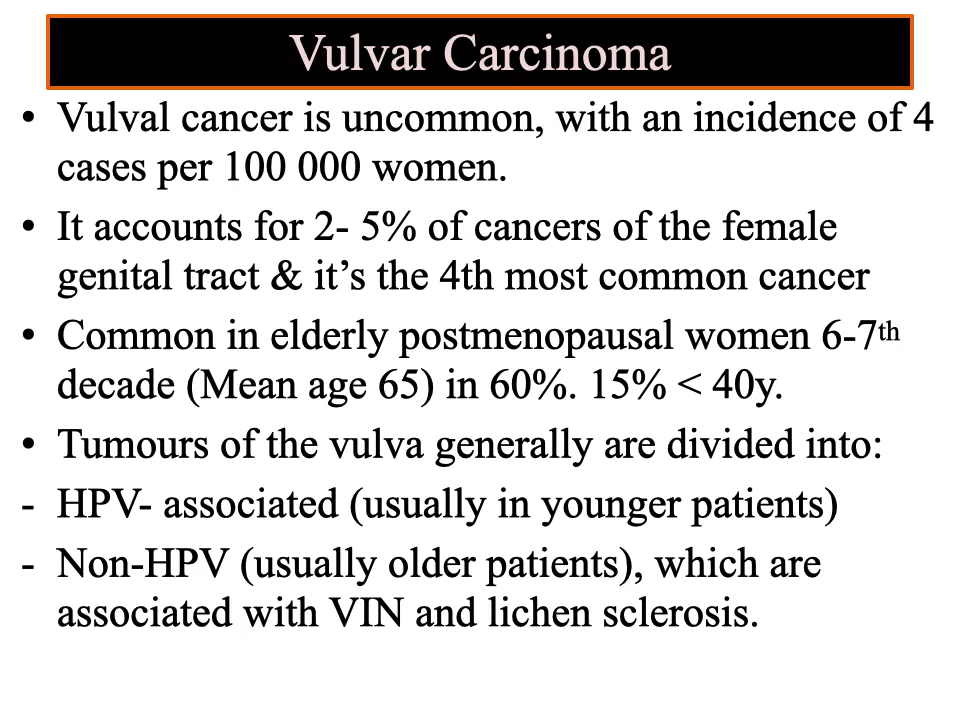 Vulvar Carcinoma
• Vulval cancer is uncommon, with an incidence of 4
cases per 100 000 women.
• It accounts for 2- 5% of cancers of the female
genital tract & it’s the 4th most common cancer
• Common in elderly postmenopausal women 6-7th
decade (Mean age 65) in 60%. 15% < 40y.
• Tumours of the vulva generally are divided into:
- HPV- associated (usually in younger patients)
- Non-HPV (usually older patients), which are
associated with VIN and lichen sclerosis.